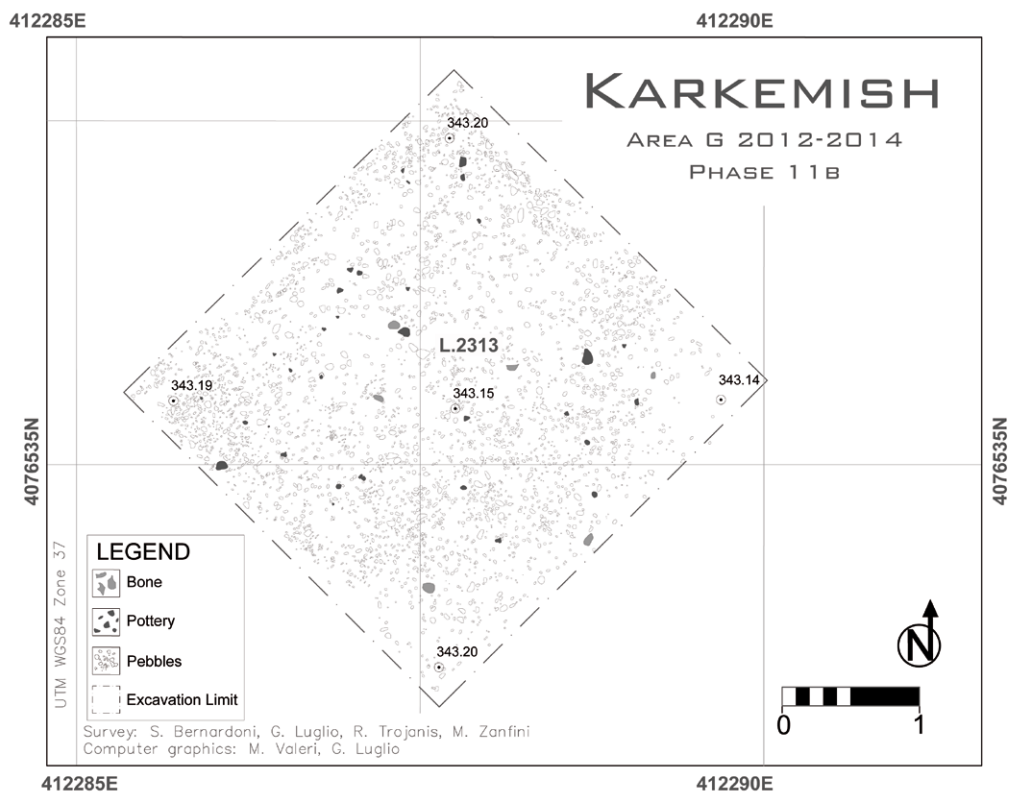 412285E
412290E
KARKEMISH
AREA G 2012-2014
PHASE 11B
343.20
L.2313
343.19
343.15
343.14
4076535N
4076535N
343.20
LEGEND
Bone
Pottery
Pebbles
Excavation Limit
UTM WGS84 Zone 37
N
0
1
Survey: S. Bernardoni, G. Luglio, R. Trojanis, M. Zanfini
Computer graphics: M. Valeri, G. Luglio
412285E
412290E